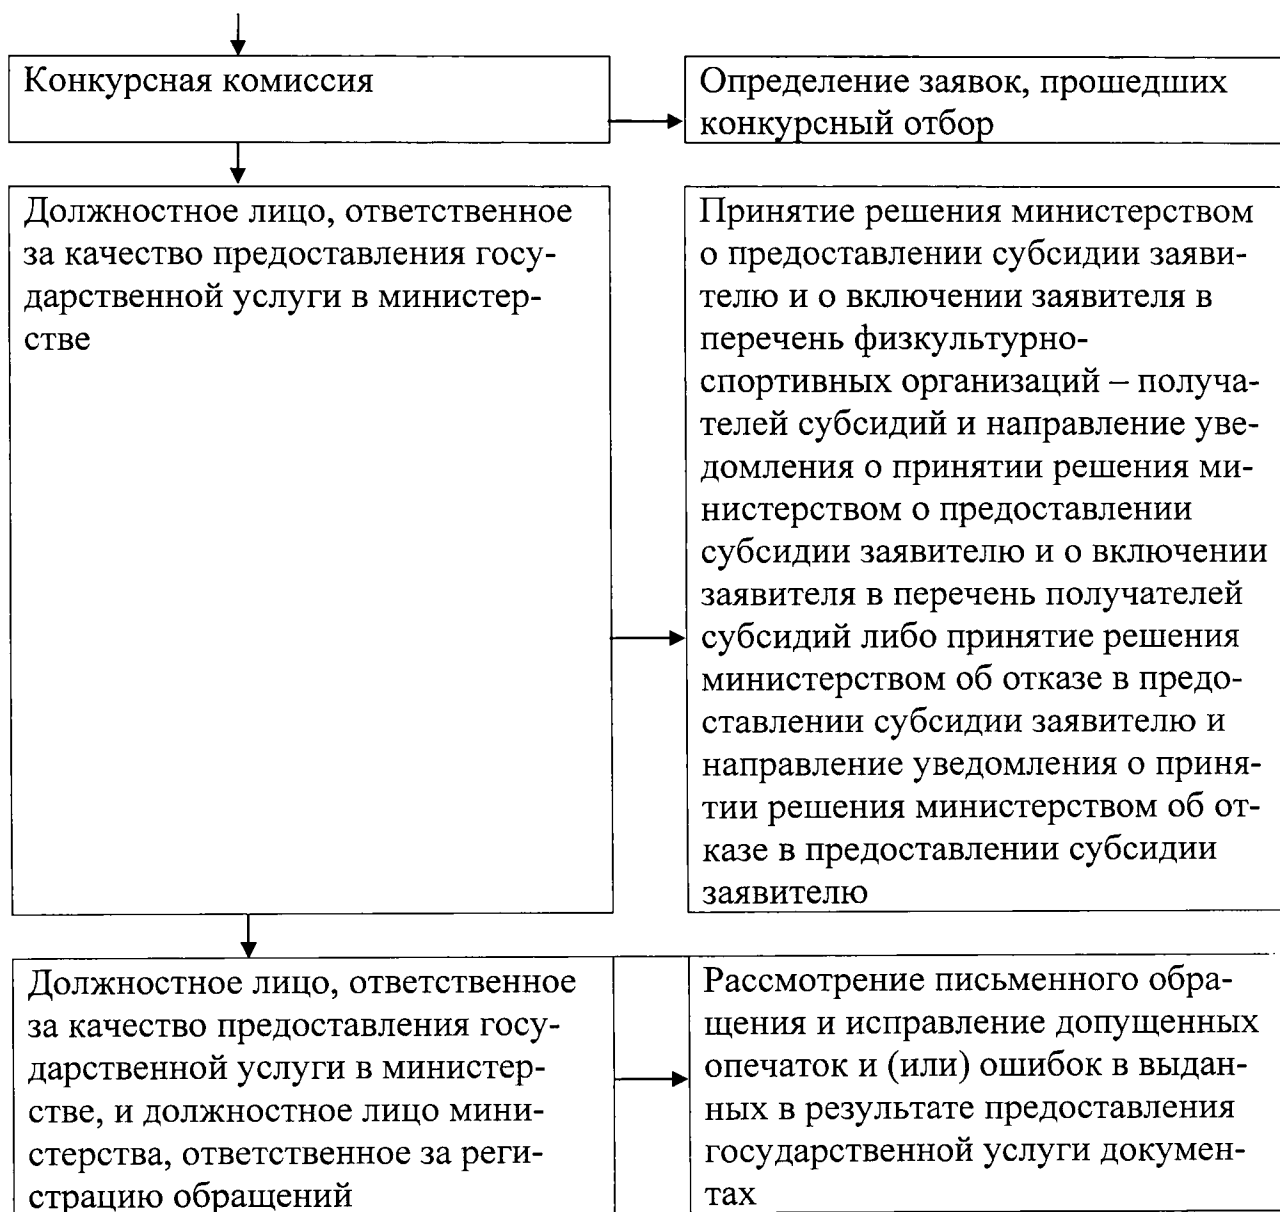 Конкурсная комиссия
Определение заявок, прошедших
конкурсный отбор
Должностное лицо, ответственное
за качество предоставления госу-
дарственной услуги в министер-
стве
Принятие решения министерством
о предоставлении субсидии заяви-
телю и о включении заявителя в
перечень физкультурно-
спортивных организаций – получа-
телей субсидий и направление уве-
домления о принятии решения ми-
нистерством о предоставлении
субсидии заявителю и о включении
заявителя в перечень получателей
субсидий либо принятие решения
министерством об отказе в предо-
ставлении субсидии заявителю и
направление уведомления о приня-
тии решения министерством об от-
казе в предоставлении субсидии
заявителю
Должностное лицо, ответственное
за качество предоставления госу-
дарственной услуги в министер-
стве, и должностное лицо мини-
стерства, ответственное за реги-
страцию обращений
Рассмотрение письменного обра-
щения и исправление допущенных
опечаток и (или) ошибок в выдан-
ных в результате предоставления
государственной услуги докумен-
тах